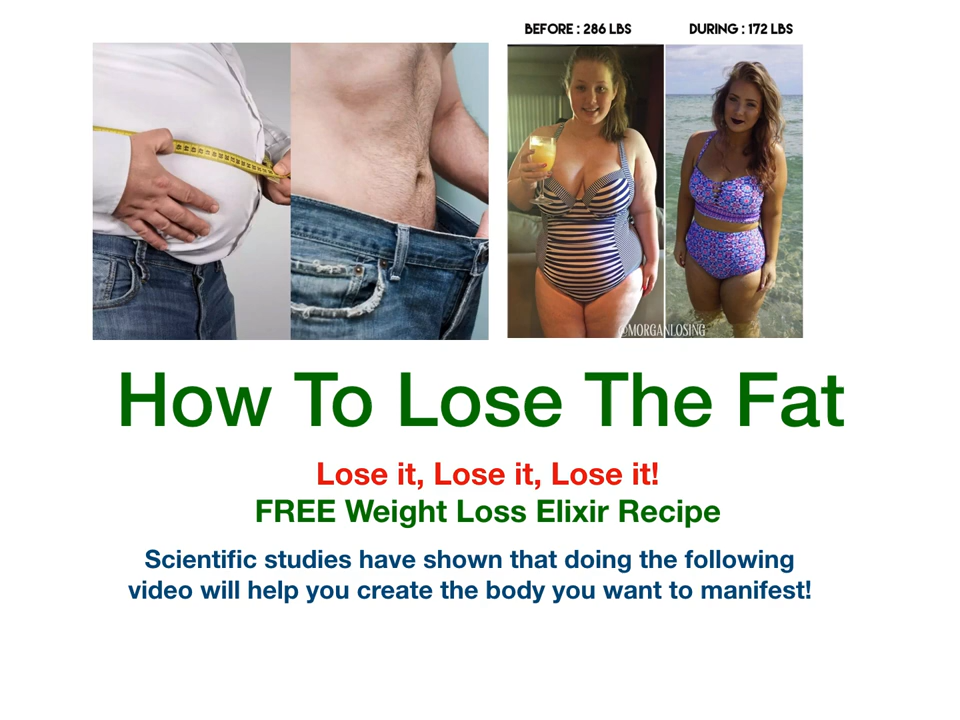 BEFORE : 286 LBS DURING : 172 LBS
@MORGANLOSING
How To Lose The Fat
Lose it, Lose it, Lose it!
FREE Weight Loss Elixir Recipe
Scientific studies have shown that doing the following
video will help you create the body you want to manifest!